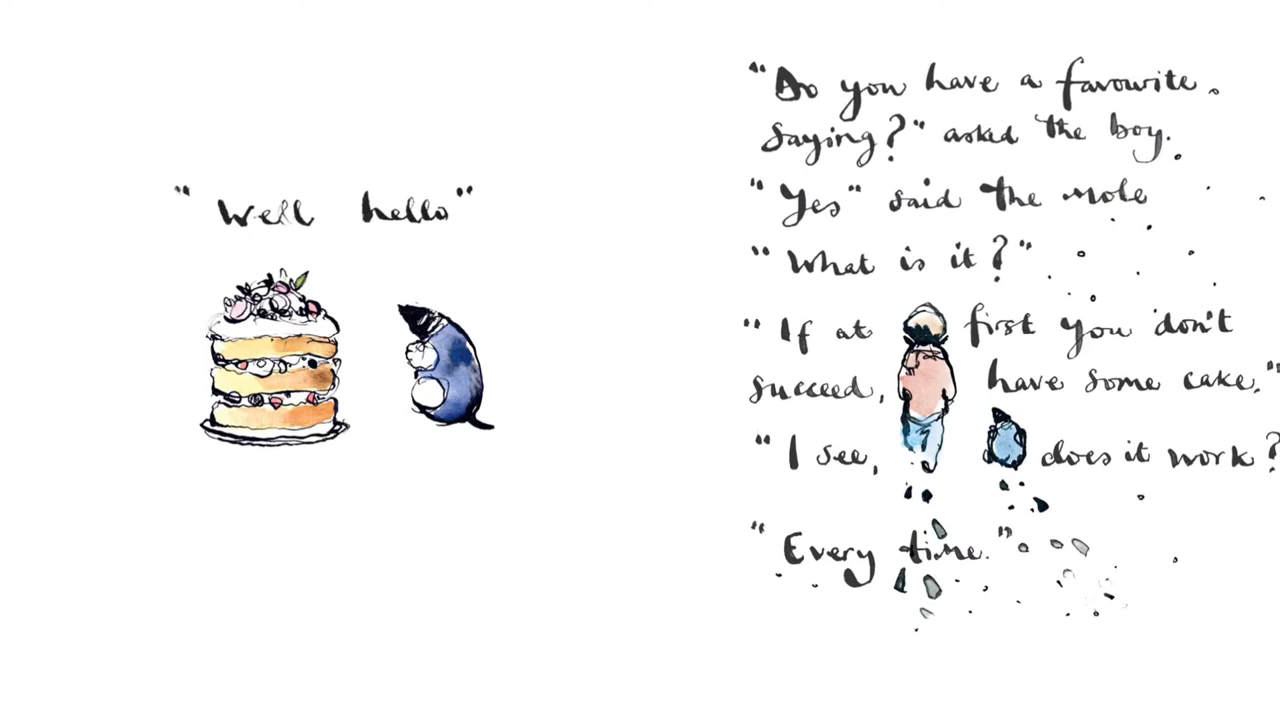 "Well hello"
"Do you have a favourite
saying?" asked the boy.
"Yes" said the mole
"What is it?"
"If at first you don't
succeed, have some cake."
"I see, does it work?
"Every time."